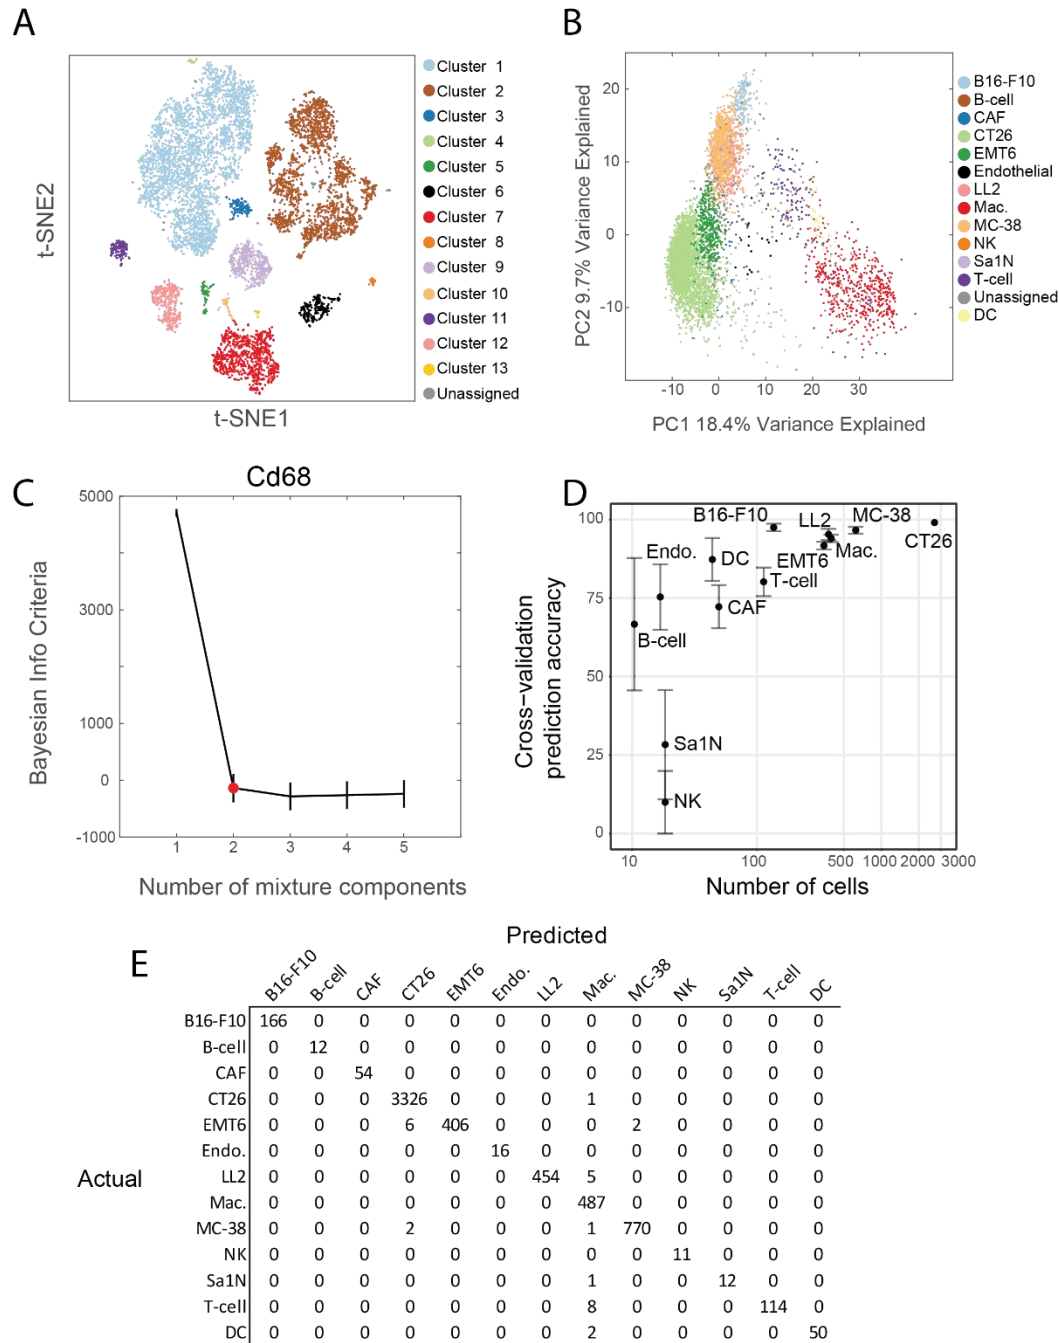 A
t-SNE2
t-SNE1
Cluster 1
Cluster 2
Cluster 3
Cluster 4
Cluster 5
Cluster 6
Cluster 7
Cluster 8
Cluster 9
Cluster 10
Cluster 11
Cluster 12
Cluster 13
Unassigned
B
PC2 9.7% Variance Explained
20
10
0
-10
-10 0 10 20 30
PC1 18.4% Variance Explained
B16-F10
B-cell
CAF
CT26
EMT6
Endothelial
LL2
Mac.
MC-38
NK
Sa1N
T-cell
Unassigned
DC
C
Cd68
Bayesian Info Criteria
5000
3000
1000
0
-1000
1 2 3 4 5
Number of mixture components
D
Cross-validation
prediction accuracy
100
75
50
25
0
B16-F10
LL2
MC-38
CT26
Endo.
DC
EMT6
Mac.
T-cell
CAF
B-cell
Sa1N
NK
10 100 500 1000 2000 3000
Number of cells
E
Predicted
B16-F10 B-cell CAF CT26 EMT6 Endo. LL2 Mac. MC-38 NK Sa1N T-cell DC
Actual
B16-F10 166 0 0 0 0 0 0 0 0 0 0 0 0
B-cell 0 12 0 0 0 0 0 0 0 0 0 0 0
CAF 0 0 54 0 0 0 0 0 0 0 0 0 0
CT26 0 0 0 3326 0 0 0 1 0 0 0 0 0
EMT6 0 0 0 6 406 0 0 0 2 0 0 0 0
Endo. 0 0 0 0 0 16 0 0 0 0 0 0 0
LL2 0 0 0 0 0 0 454 5 0 0 0 0 0
Mac. 0 0 0 0 0 0 0 487 0 0 0 0 0
MC-38 0 0 0 2 0 0 0 1 770 0 0 0 0
NK 0 0 0 0 0 0 0 0 0 11 0 0 0
Sa1N 0 0 0 0 0 0 0 1 0 0 12 0 0
T-cell 0 0 0 0 0 0 0 8 0 0 0 114 0
DC 0 0 0 0 0 0 0 2 0 0 0 0 50